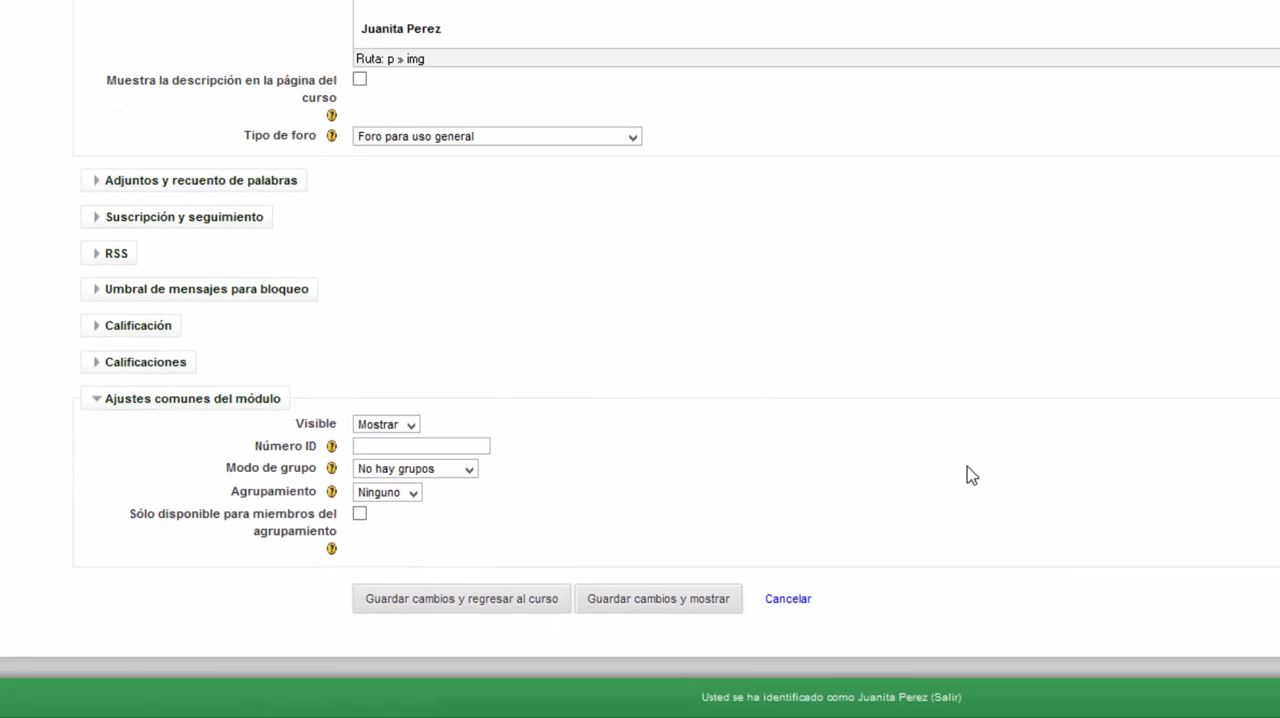 Juanita Perez
Ruta: p » img
Muestra la descripción en la página del
curso
Tipo de foro
Foro para uso general
Adjuntos y recuento de palabras
Suscripción y seguimiento
RSS
Umbral de mensajes para bloqueo
Calificación
Calificaciones
Ajustes comunes del módulo
Visible
Mostrar
Número ID
Modo de grupo
No hay grupos
Agrupamiento
Ninguno
Sólo disponible para miembros del
agrupamiento
Guardar cambios y regresar al curso
Guardar cambios y mostrar
Cancelar
Usted se ha identificado como Juanita Perez (Salir)